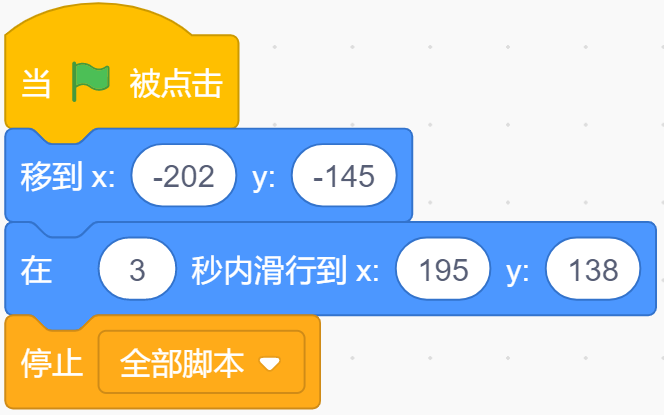 当 被点击
移到 x: -202 y: -145
在 3 秒内滑行到 x: 195 y: 138
停止 全部脚本